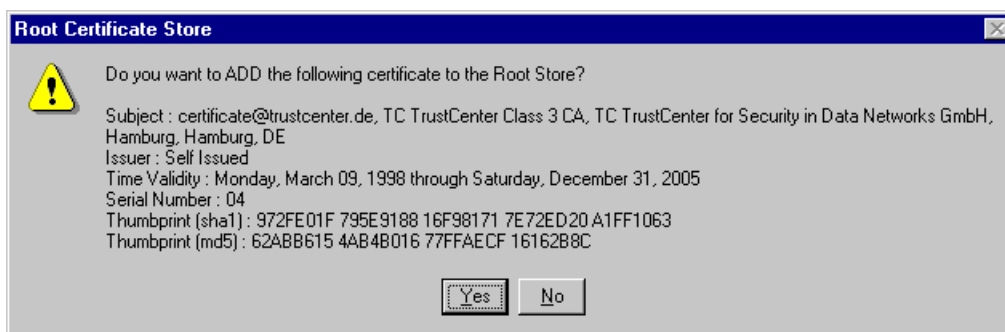 Root Certificate Store
Do you want to ADD the following certificate to the Root Store?
Subject : certificate@trustcenter.de, TC TrustCenter Class 3 CA, TC TrustCenter for Security in Data Networks GmbH,
Hamburg, Hamburg, DE
Issuer : Self Issued
Time Validity : Monday, March 09, 1998 through Saturday, December 31, 2005
Serial Number : 04
Thumbprint (sha1) : 972FE01F 795E9188 16F98171 7E72ED20 A1FF1063
Thumbprint (md5) : 62ABB615 4AB4B016 77FFAECF 16162B8C
Yes No